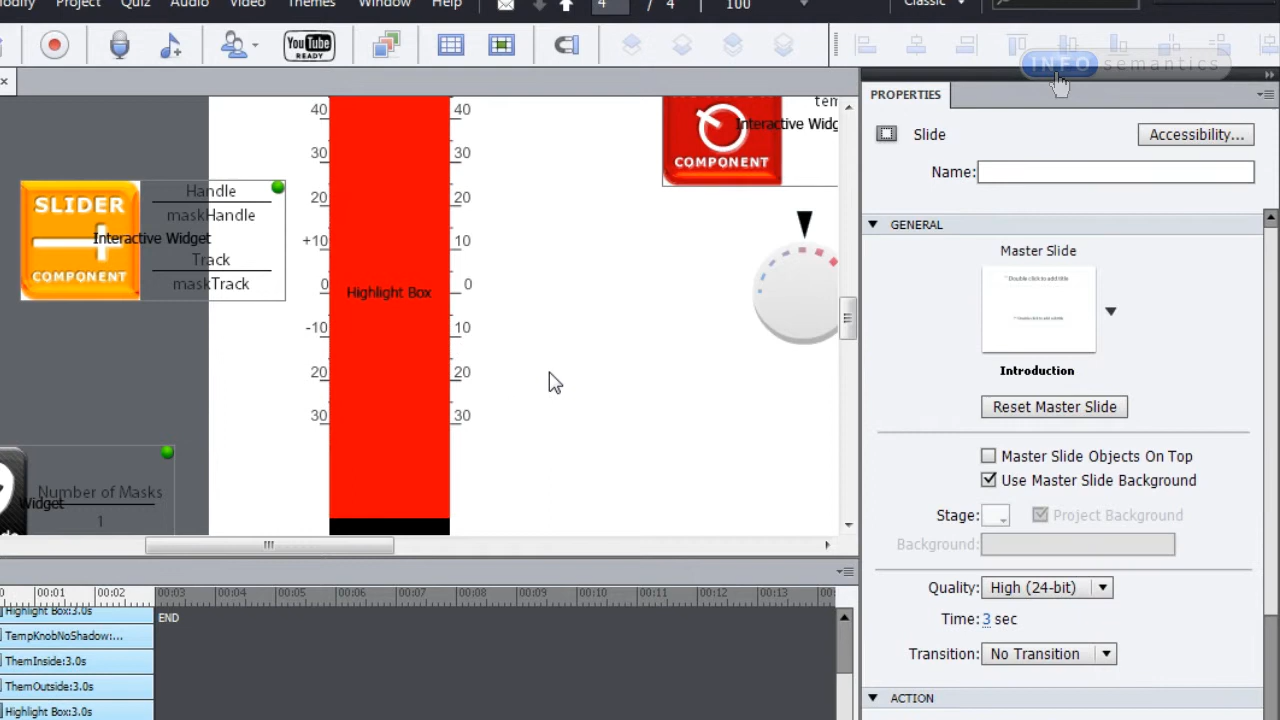 odify Project Quiz Audio Video Themes Window Help 4 / 4 100 Classic
You Tube
READY
INFO semantics
PROPERTIES
Slide
Accessibility...
Name:
GENERAL
Master Slide
Introduction
Reset Master Slide
Master Slide Objects On Top
Use Master Slide Background
Stage:
Project Background
Background:
Quality: High (24-bit)
Time: 3 sec
Transition: No Transition
ACTION
40 40
30 30
20 20
+10 10
0 0
-10 10
20 20
30 30
Highlight Box
SLIDER
COMPONENT
Interactive Widget
Handle
maskHandle
Track
maskTrack
Widget
Number of Masks
1
tem
Interactive Widg
COMPONENT
00:01 00:02 00:03 00:04 00:05 00:06 00:07 00:08 00:09 00:10 00:11 00:12 00:13
Highlight Box:3.0s
END
TempKnobNoShadow:...
ThemInside:3.0s
ThemOutside:3.0s
Highlight Box:3.0s